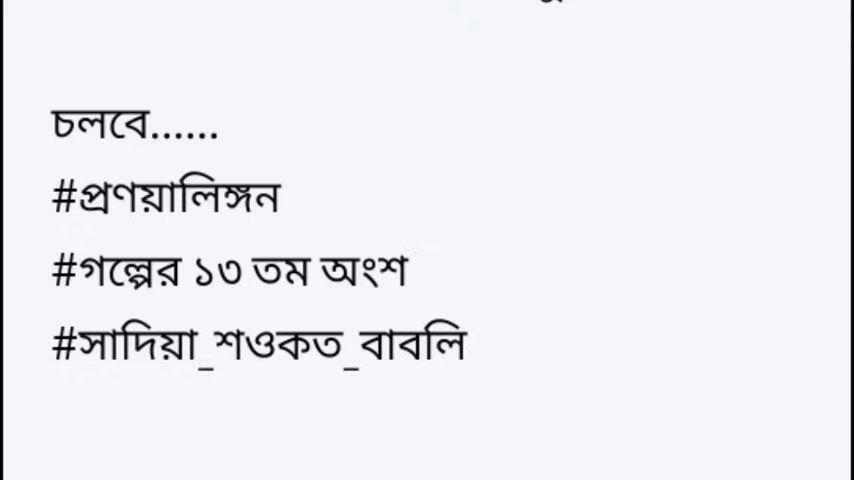 চলবে......
#প্রণয়ালিঙ্গন
#গল্পের ১৩ তম অংশ
#সাদিয়া_শওকত_বাবলি